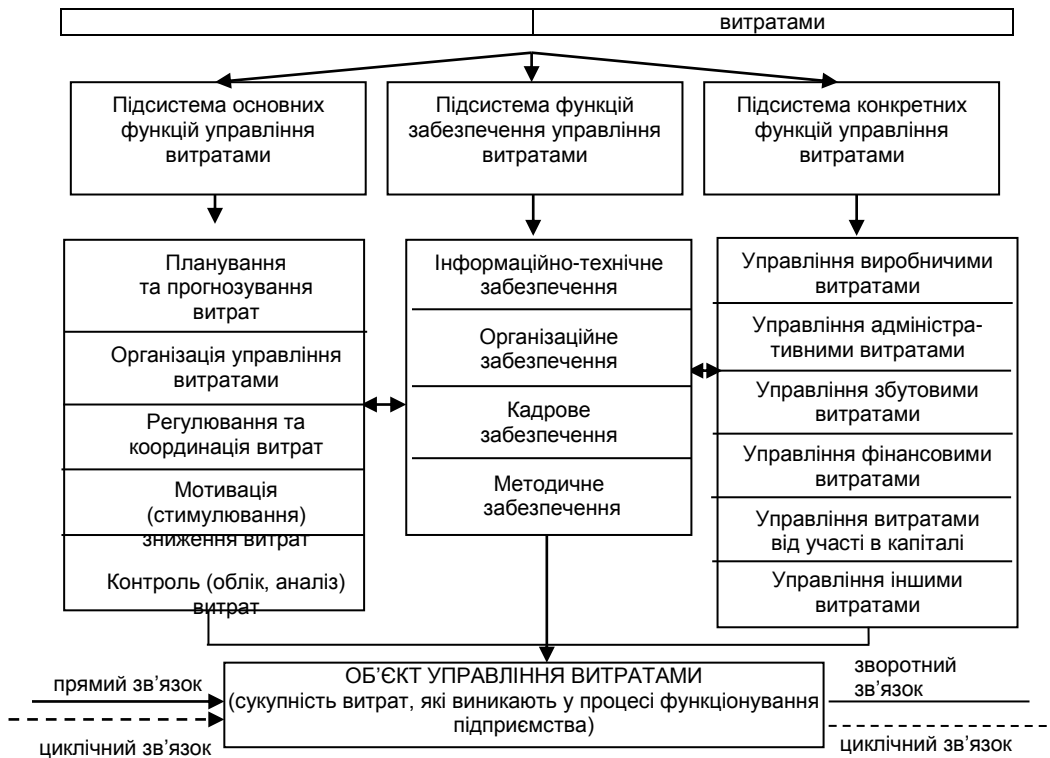 витратами
Підсистема основних
функцій управління
витратами
Підсистема функцій
забезпечення управління
витратами
Підсистема конкретних
функцій управління
витратами
Планування
та прогнозування
витрат
Організація управління
витратами
Регулювання та
координація витрат
Мотивація
(стимулювання)
зниження витрат
Контроль (облік, аналіз)
витрат
Інформаційно-технічне
забезпечення
Організаційне
забезпечення
Кадрове
забезпечення
Методичне
забезпечення
Управління виробничими
витратами
Управління адміністра-
тивними витратами
Управління збутовими
витратами
Управління фінансовими
витратами
Управління витратами
від участі в капіталі
Управління іншими
витратами
прямий зв’язок
циклічний зв’язок
ОБ’ЄКТ УПРАВЛІННЯ ВИТРАТАМИ
(сукупність витрат, які виникають у процесі функціонування
підприємства)
зворотний
зв’язок
циклічний зв’язок